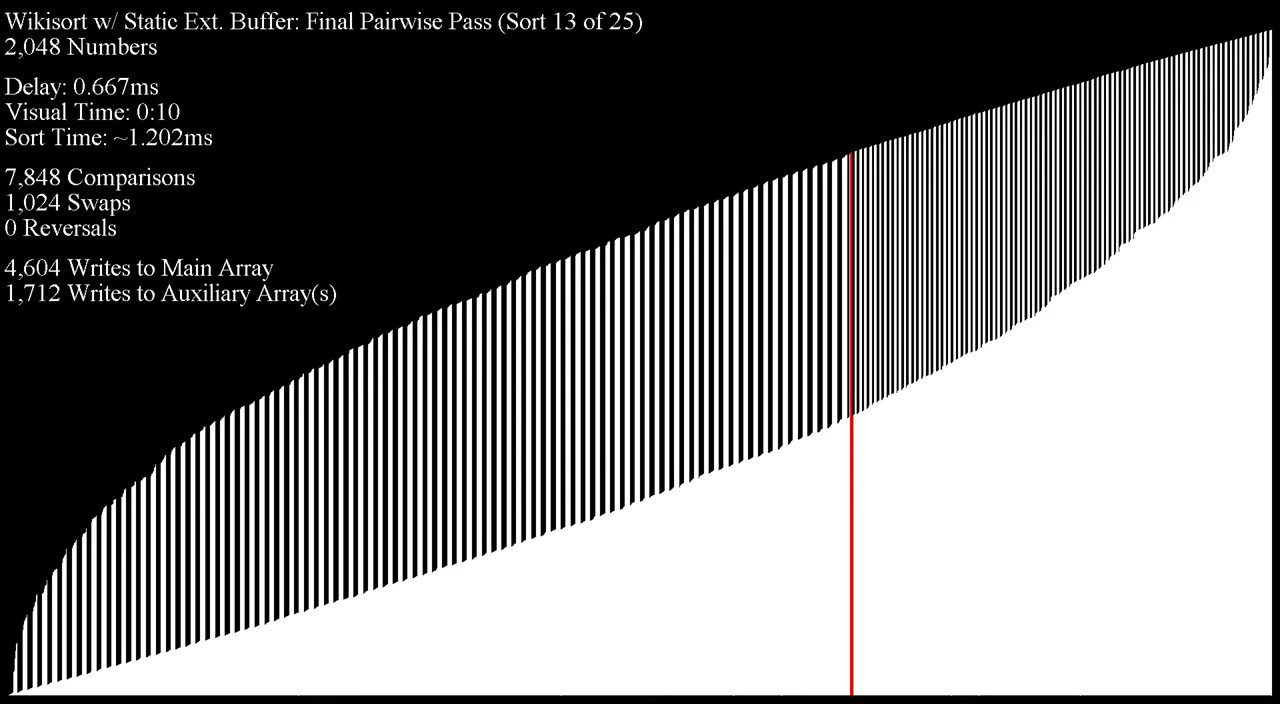 Wikisort w/ Static Ext. Buffer: Final Pairwise Pass (Sort 13 of 25)
2,048 Numbers
Delay: 0.667ms
Visual Time: 0:10
Sort Time: ~1.202ms
7,848 Comparisons
1,024 Swaps
0 Reversals
4,604 Writes to Main Array
1,712 Writes to Auxiliary Array(s)